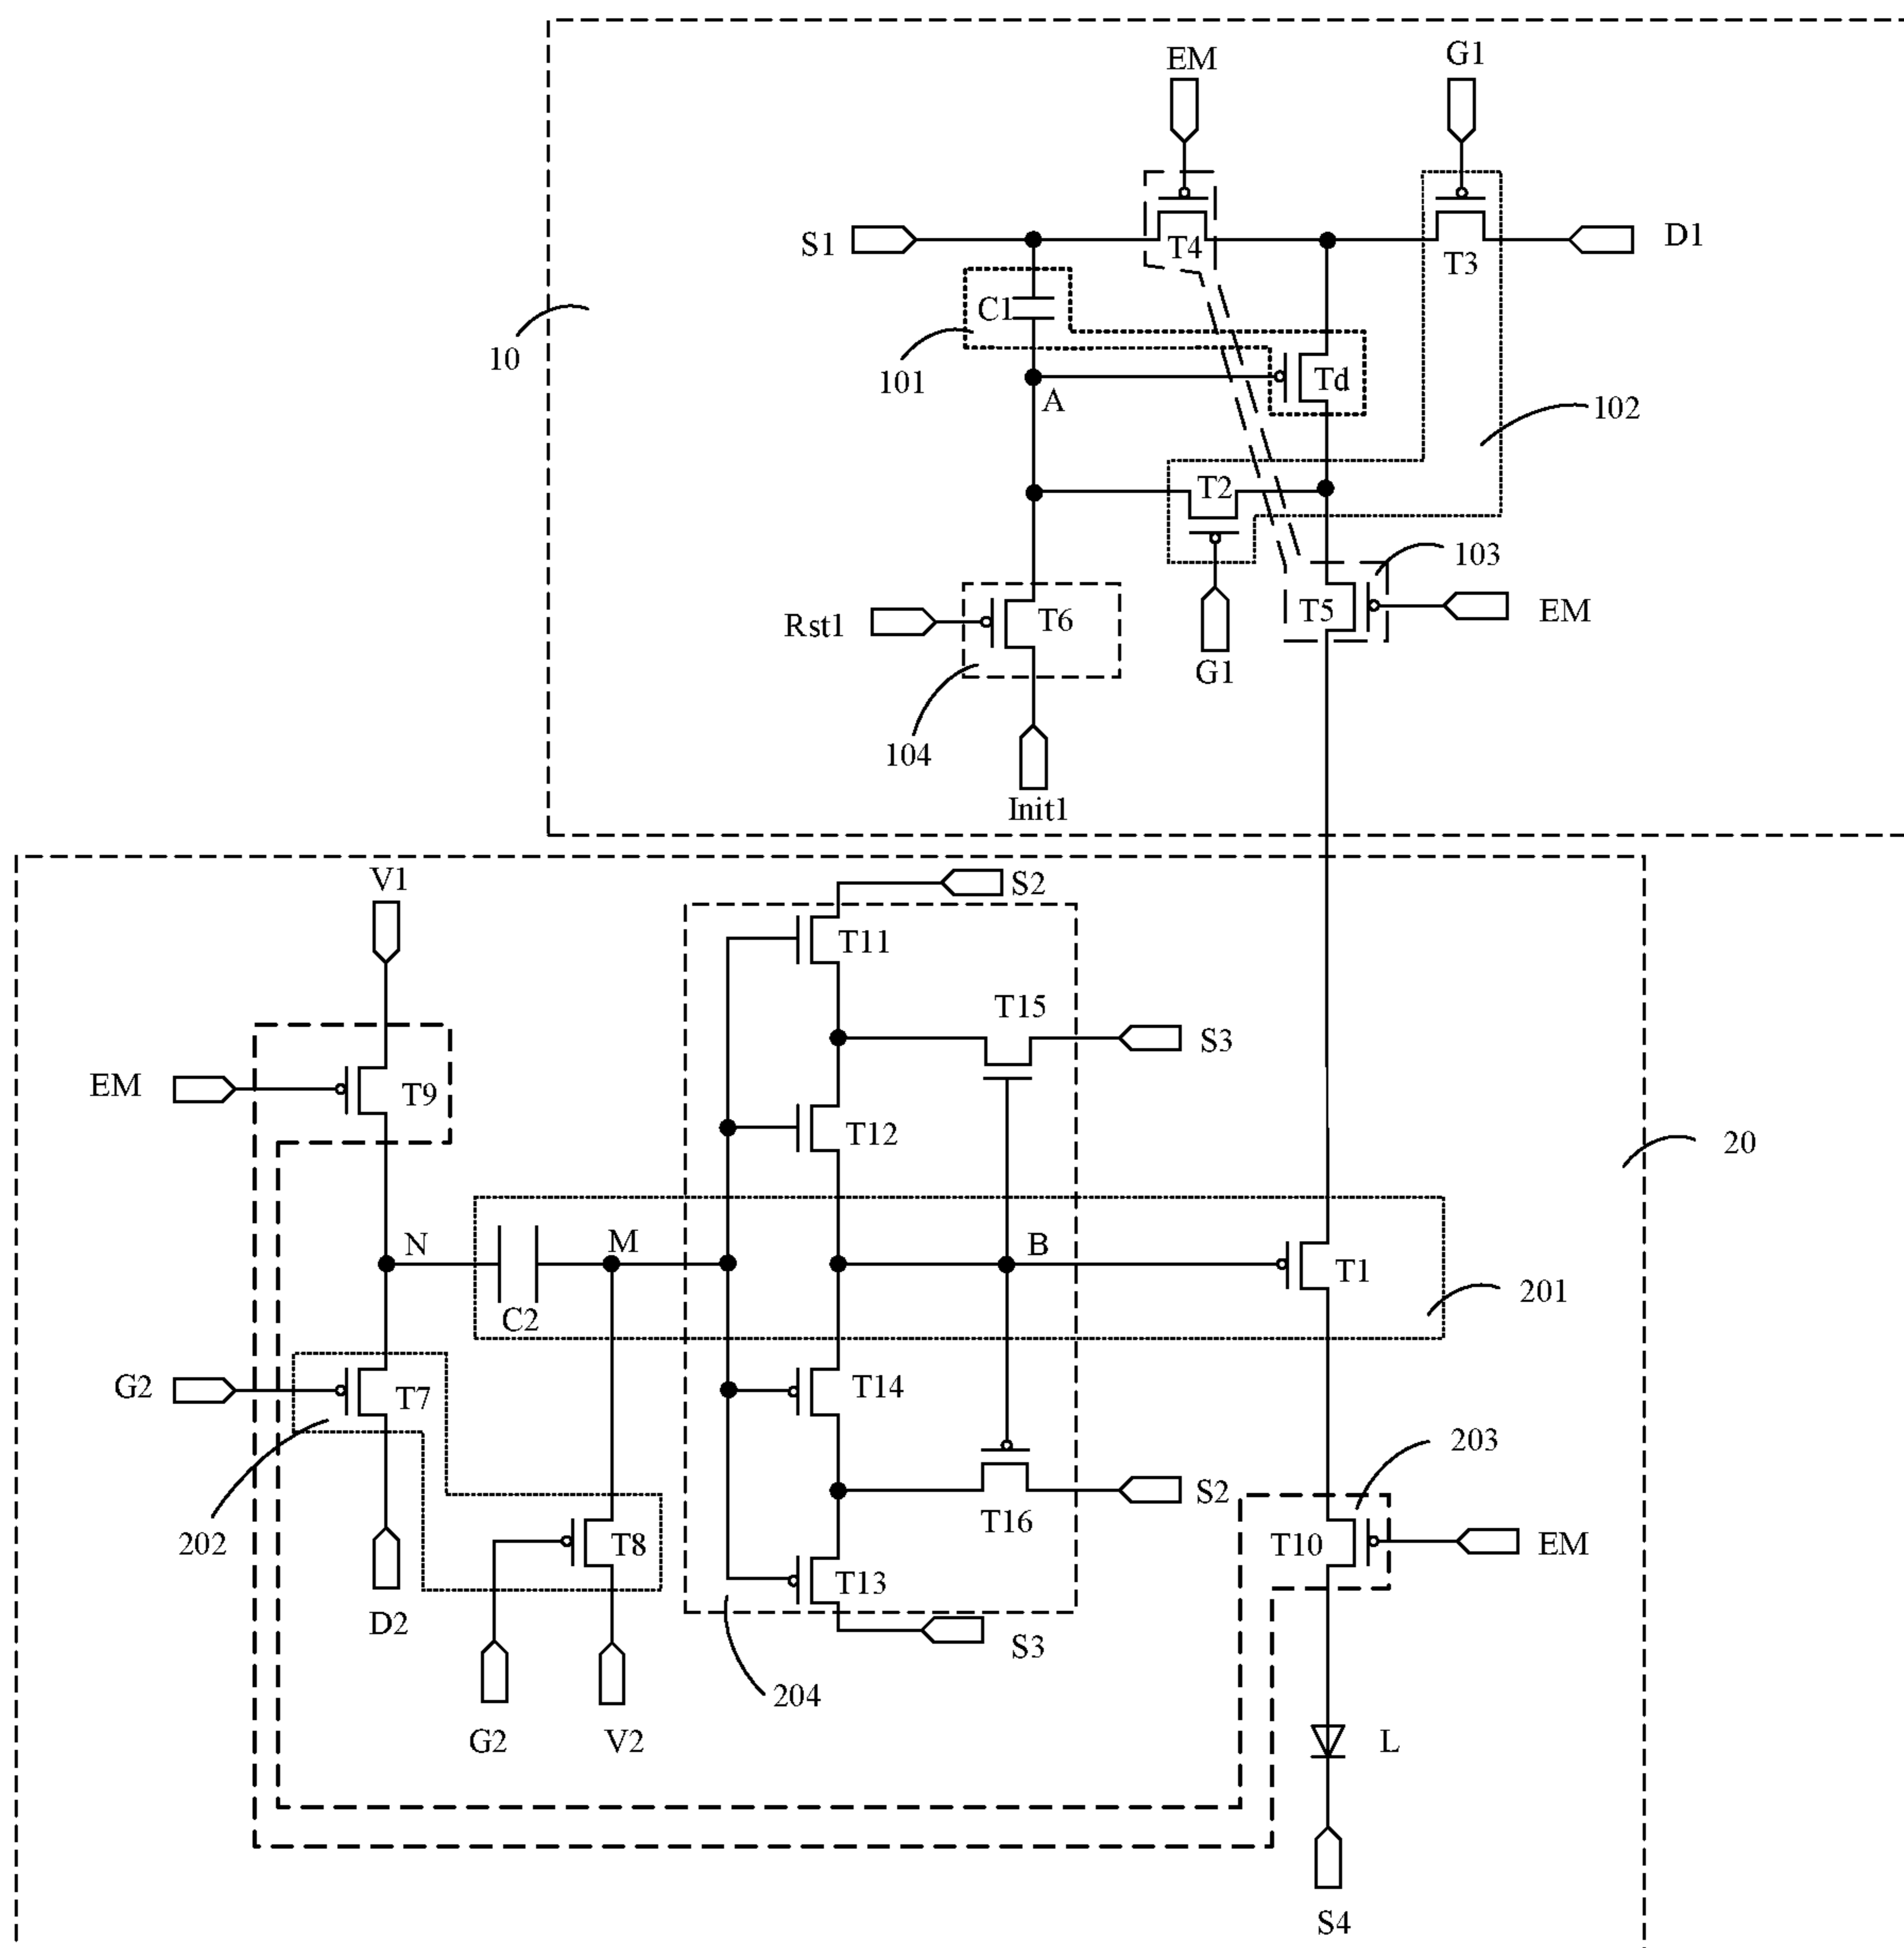 EM
G1
S1
T4
T3
D1
C1
10
101
A
Td
102
T2
103
Rst1
T6
T5
EM
G1
104
Init1
V1
S2
T11
T15
S3
EM
T9
T12
20
N
M
B
T1
C2
201
G2
T7
T14
203
202
T8
T16
S2
T10
EM
D2
T13
S3
204
G2
V2
L
S4